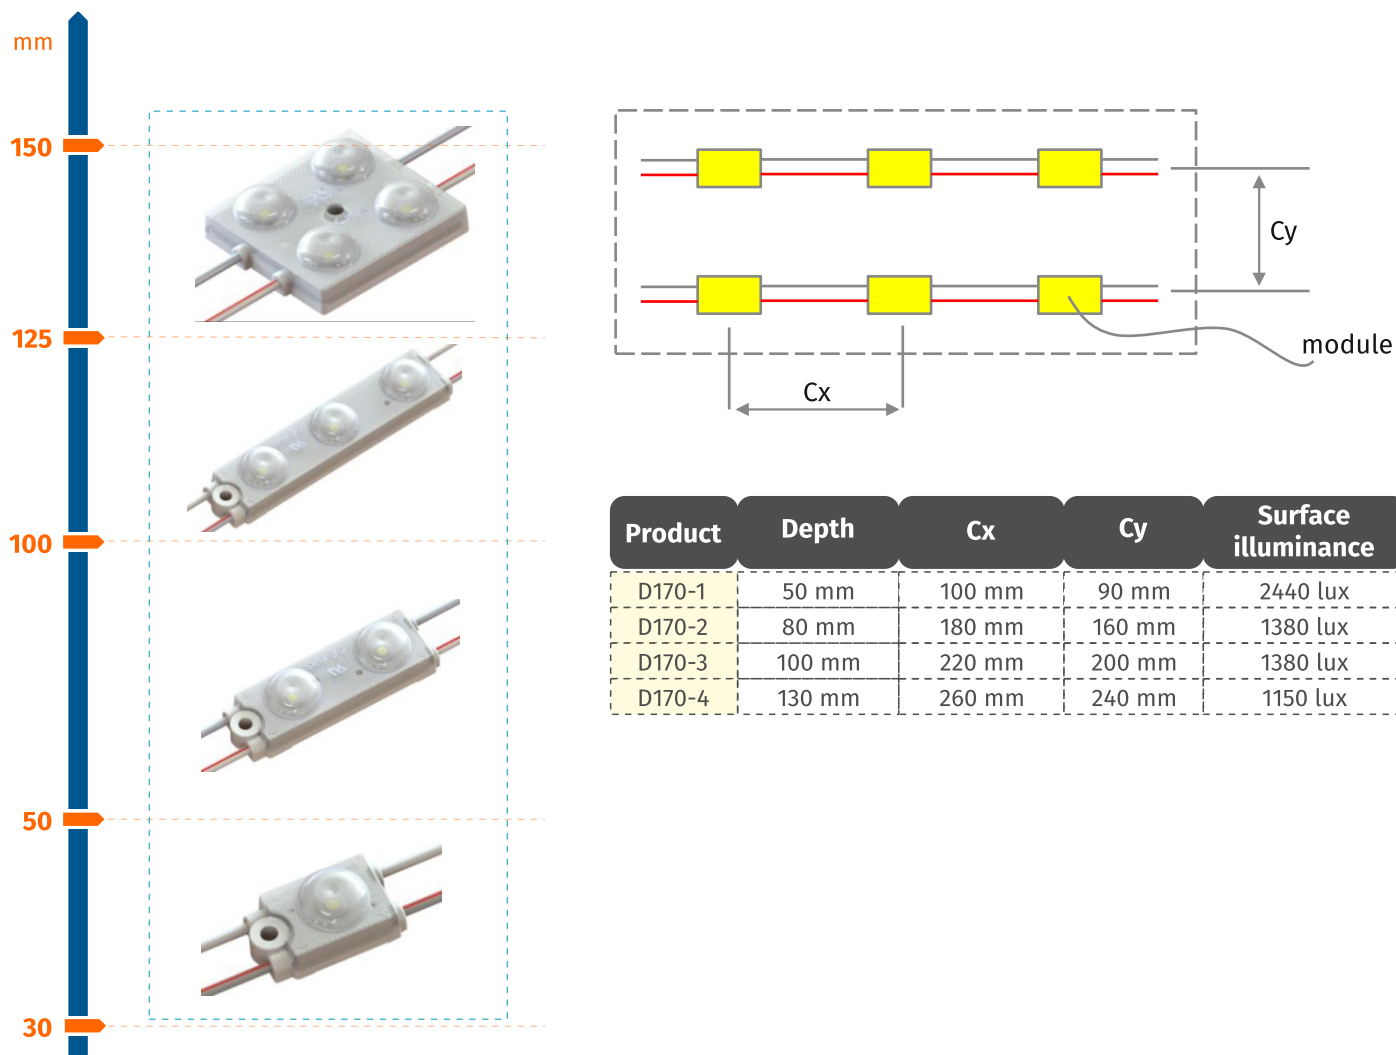 mm
150
125
100
50
30
Cy
module
Cx
Product Depth Cx Cy Surface illuminance
D170-1 50 mm 100 mm 90 mm 2440 lux
D170-2 80 mm 180 mm 160 mm 1380 lux
D170-3 100 mm 220 mm 200 mm 1380 lux
D170-4 130 mm 260 mm 240 mm 1150 lux